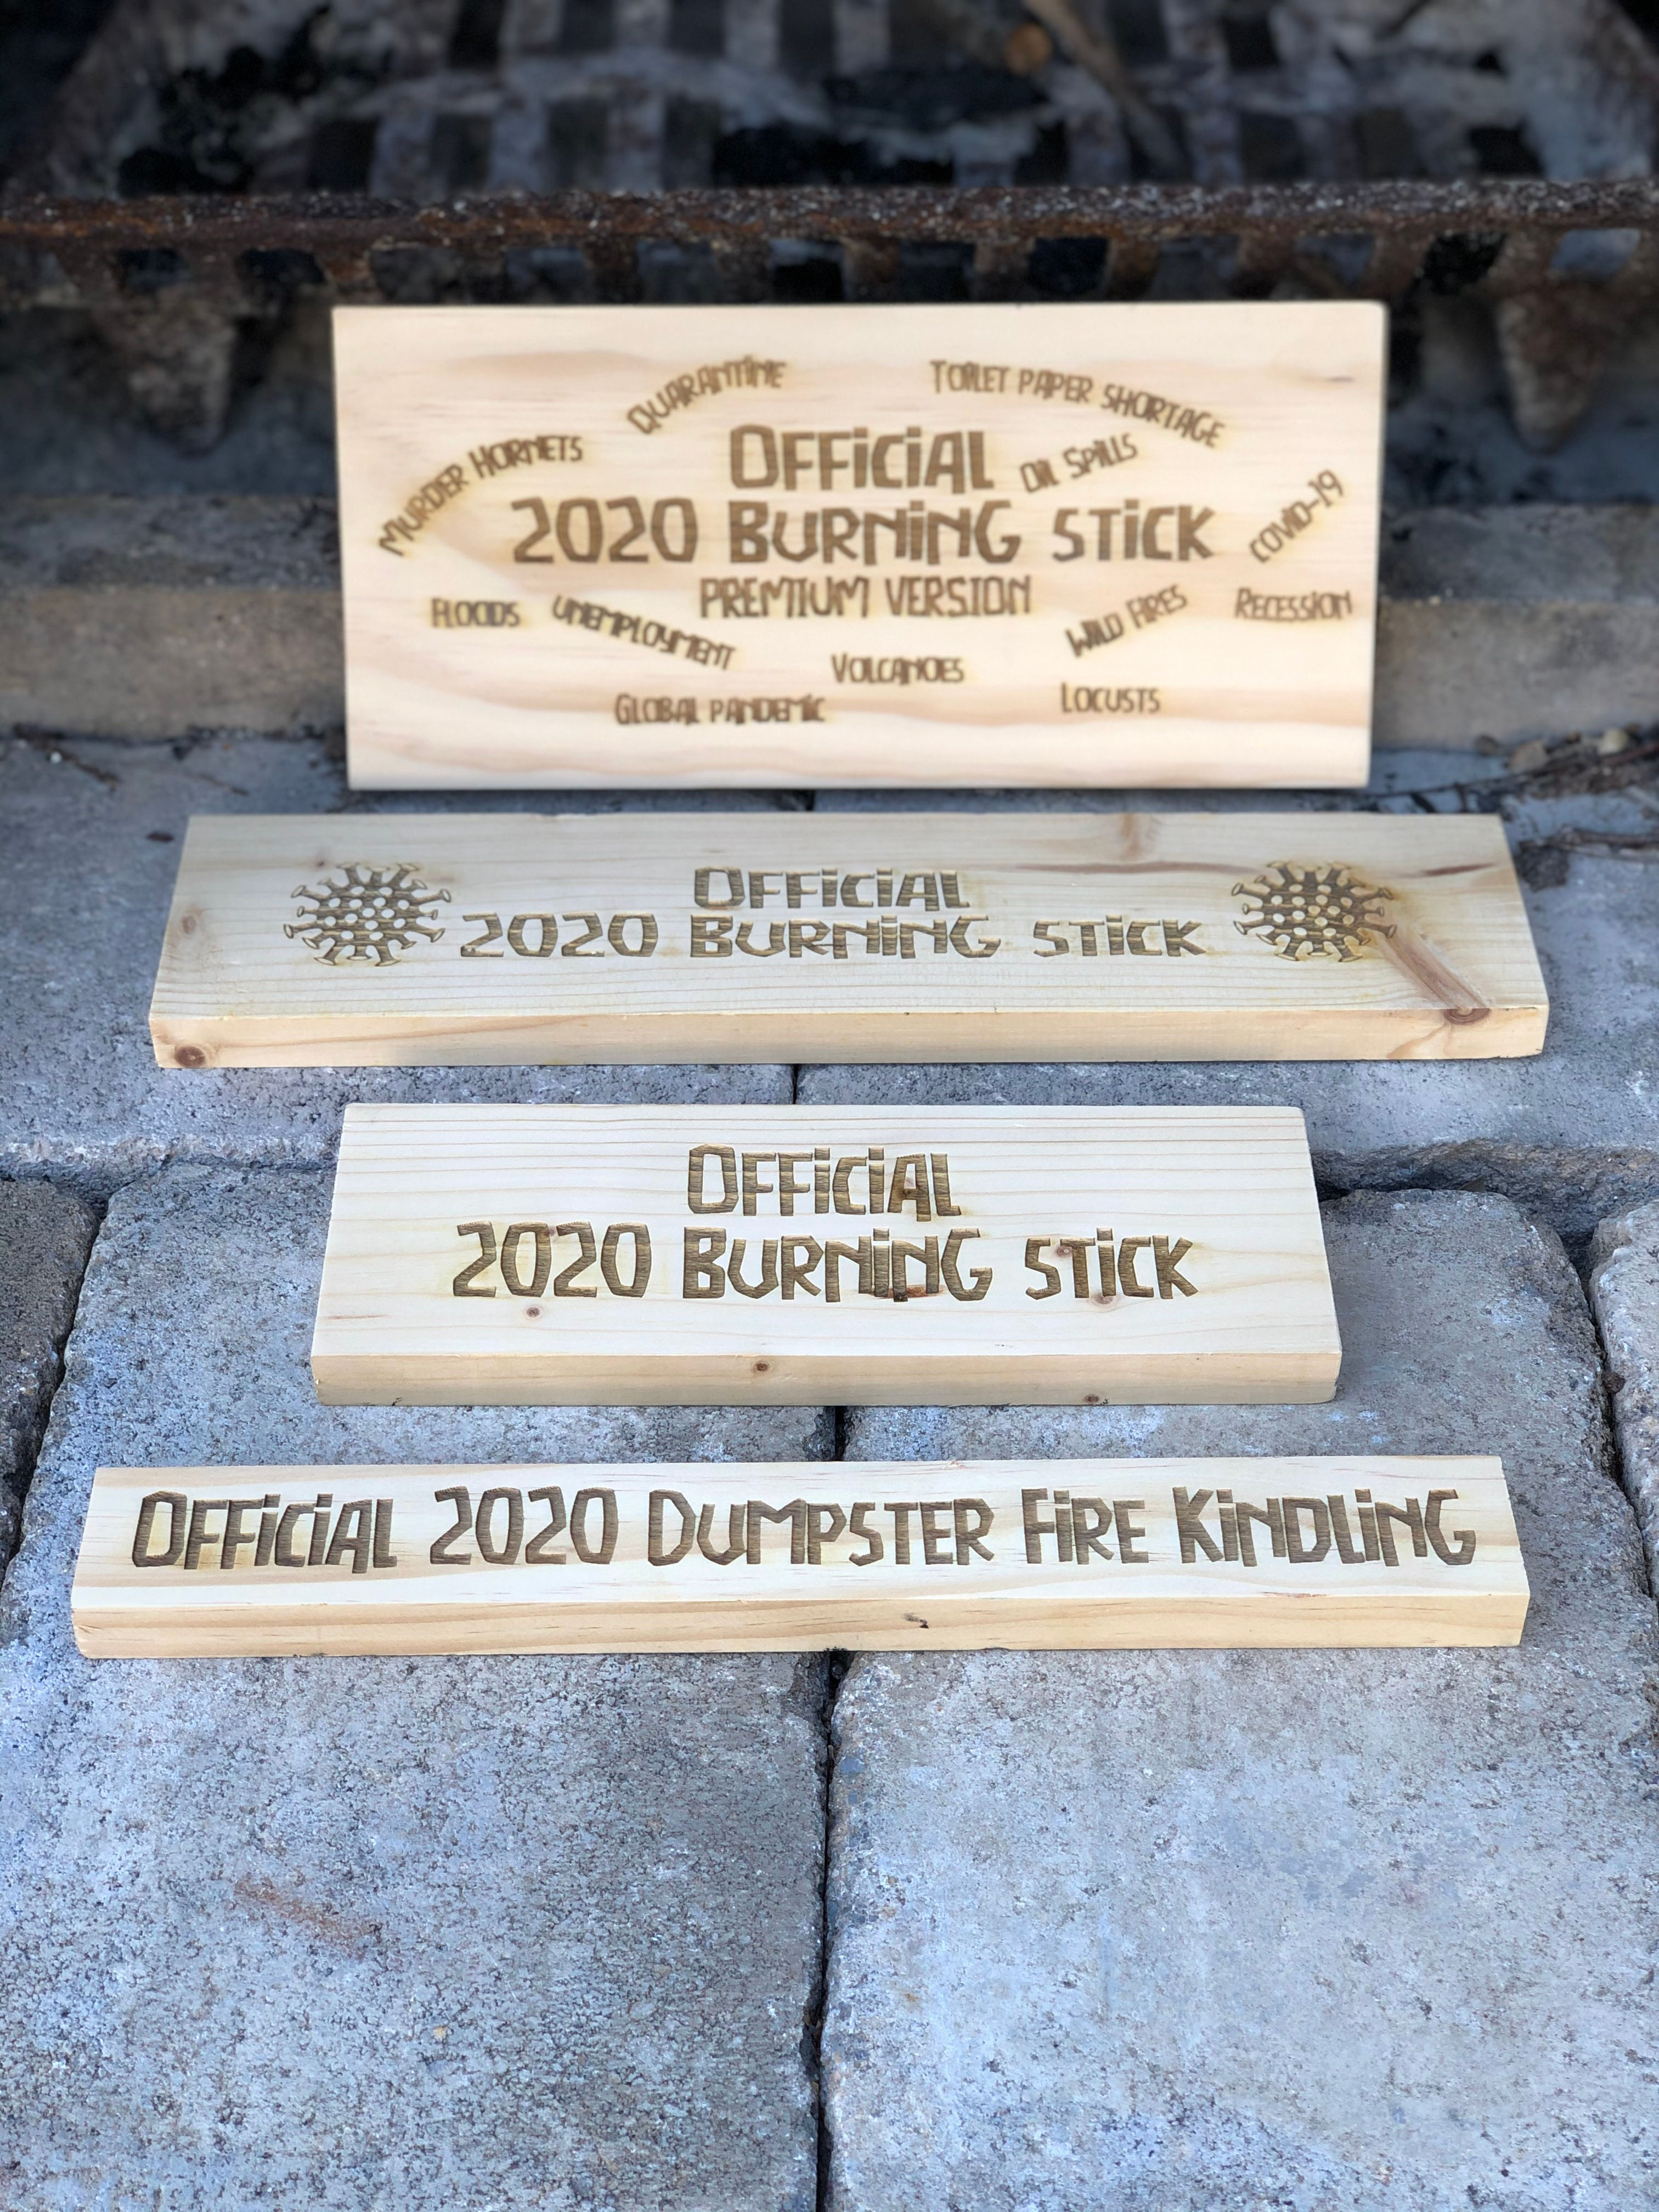 Quarantine
Toilet Paper Shortage
Murder Hornets
Official
Oil Spills
Covid-19
2020 Burning Stick
Premium Version
Floods
Unemployment
Wild Fires
Recession
Volcanoes
Global Pandemic
Locusts
Official
2020 Burning Stick
Official
2020 Burning Stick
Official 2020 Dumpster Fire Kindling